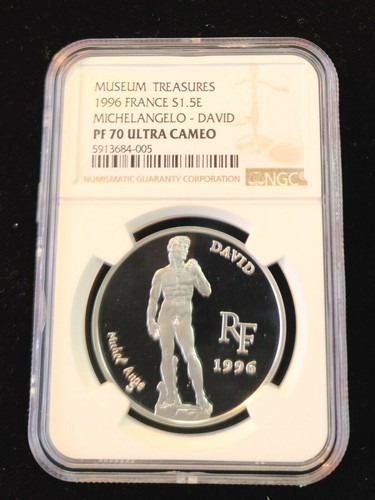 MUSEUM TREASURES
1996 FRANCE S1.5E
MICHELANGELO - DAVID
PF 70 ULTRA CAMEO
5913684-005
NUMISMATIC GUARANTY CORPORATION
NGC
DAVID
RF
1996
Michel Ange